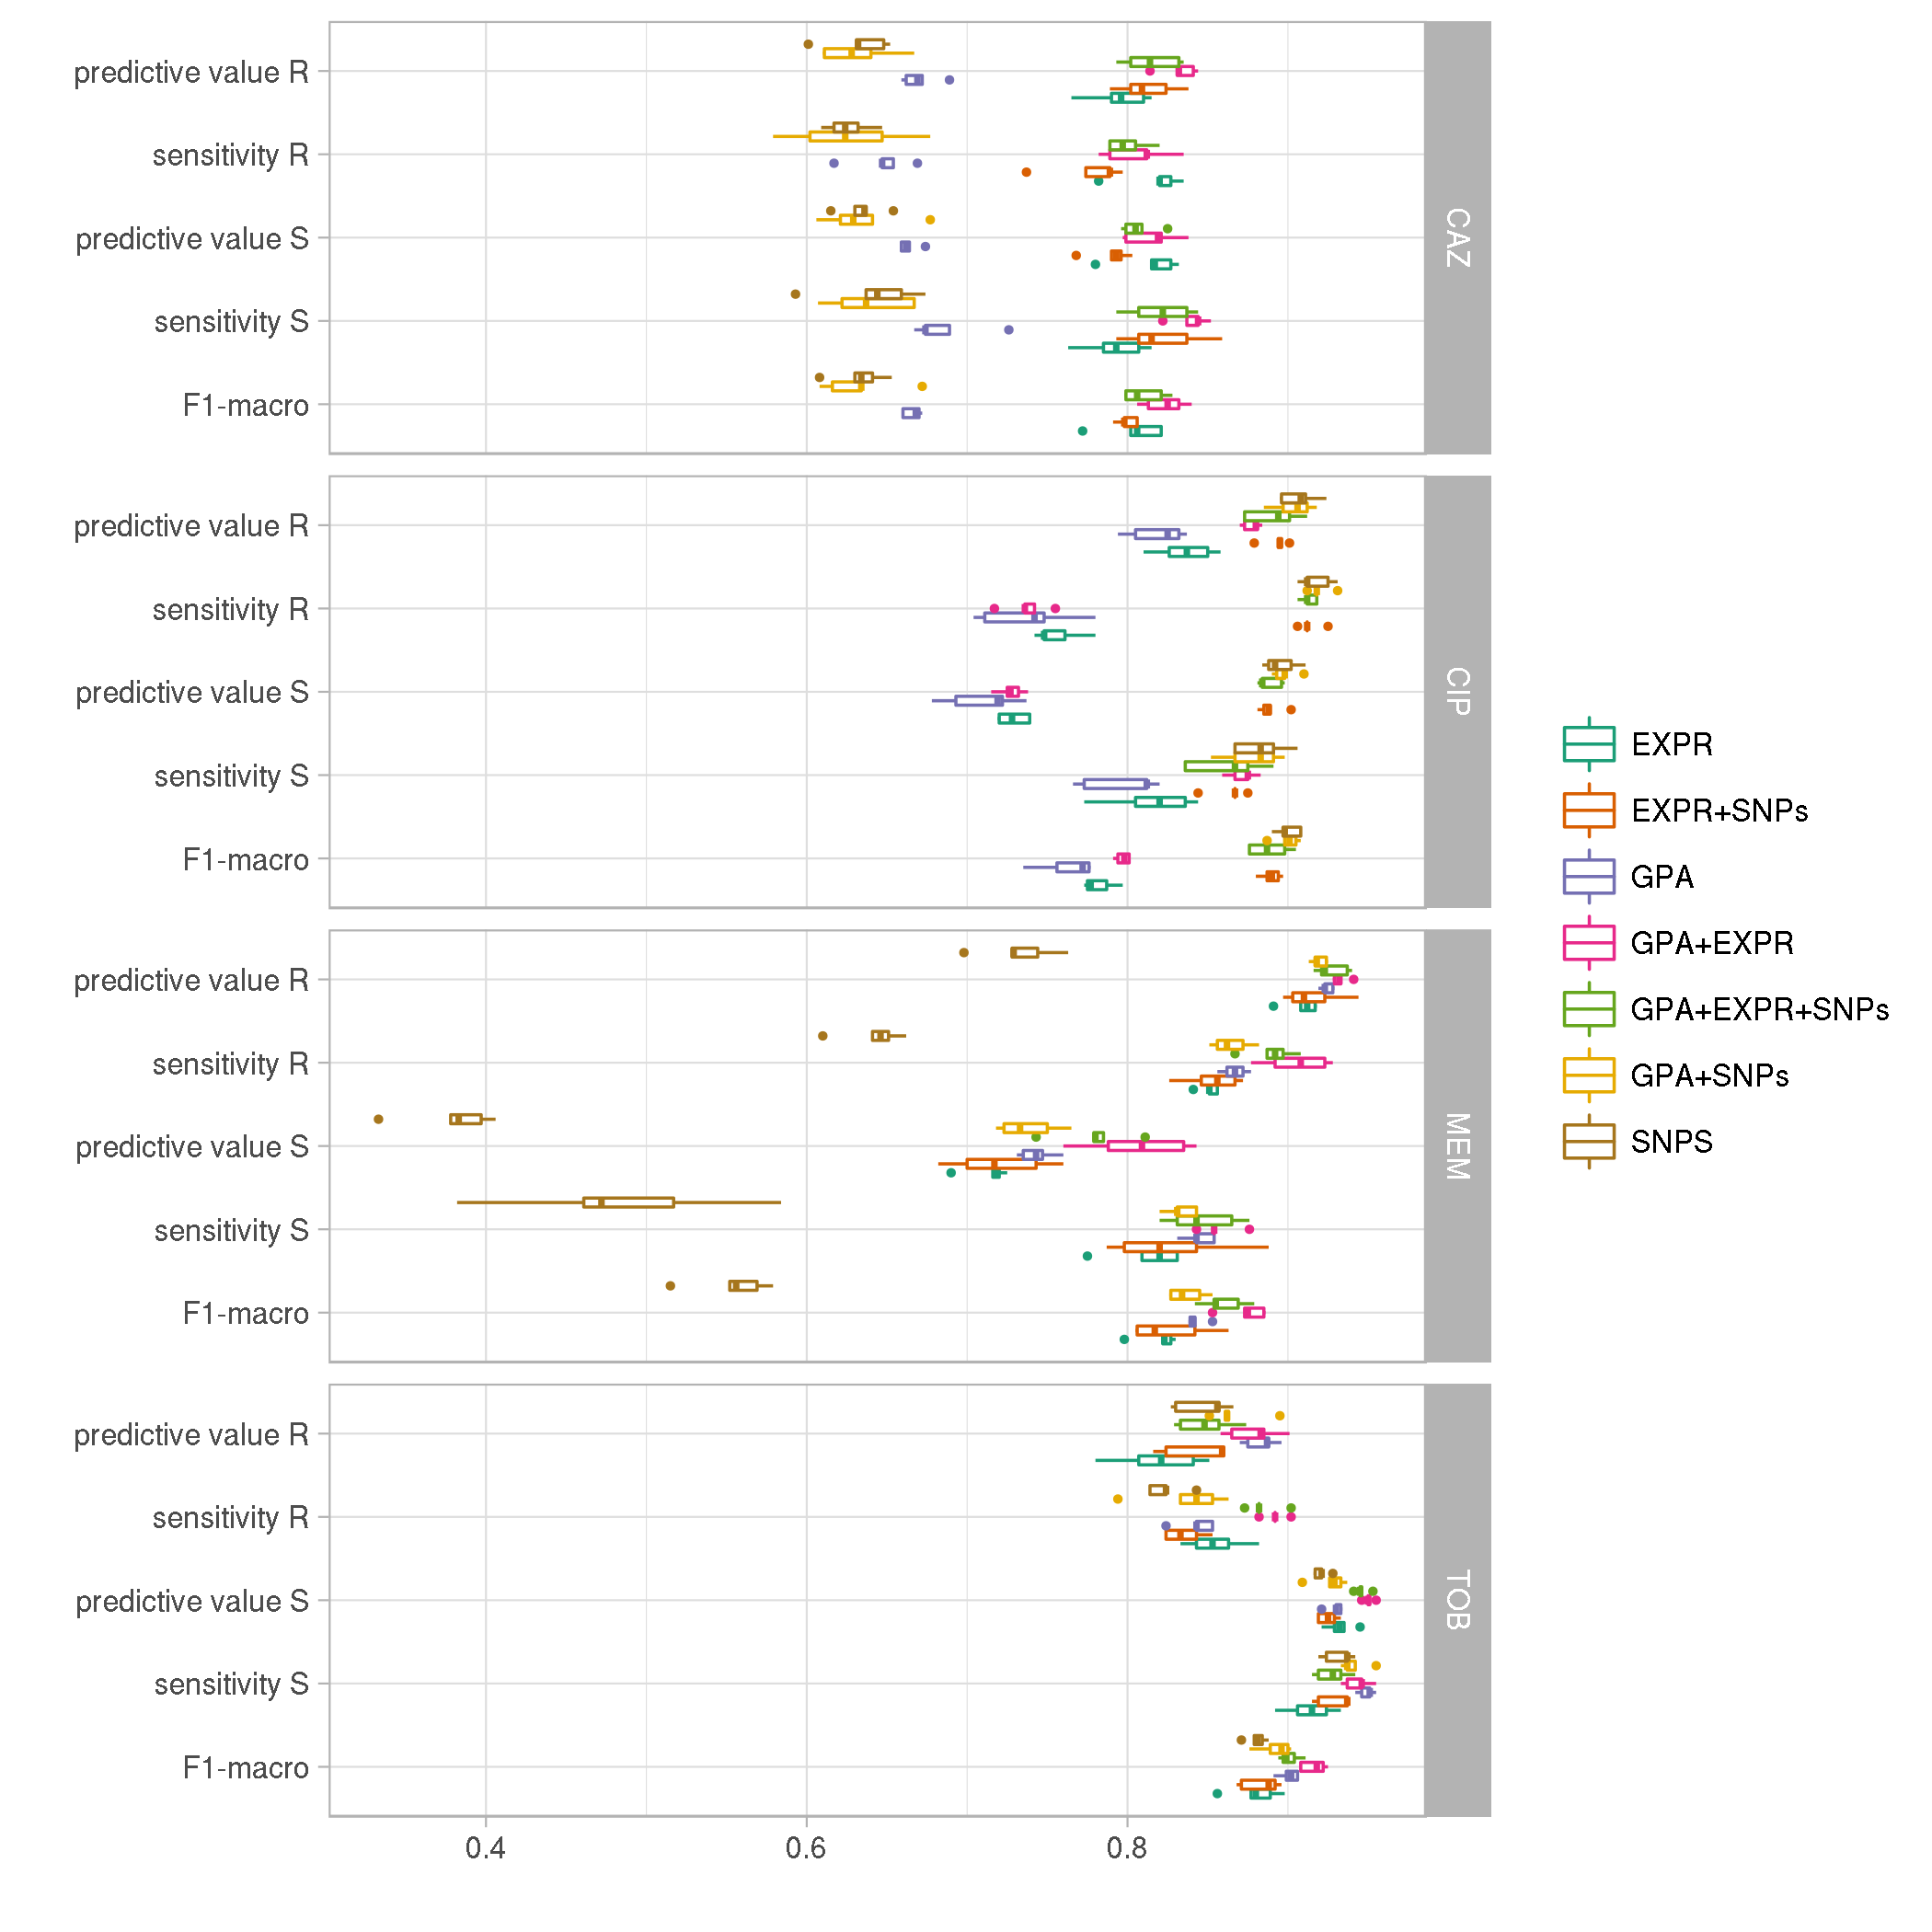 predictive value R
sensitivity R
predictive value S
sensitivity S
F1-macro
CAZ
predictive value R
sensitivity R
predictive value S
sensitivity S
F1-macro
CIP
predictive value R
sensitivity R
predictive value S
sensitivity S
F1-macro
MEM
predictive value R
sensitivity R
predictive value S
sensitivity S
F1-macro
TOB
0.4
0.6
0.8
EXPR
EXPR+SNPs
GPA
GPA+EXPR
GPA+EXPR+SNPs
GPA+SNPs
SNPS